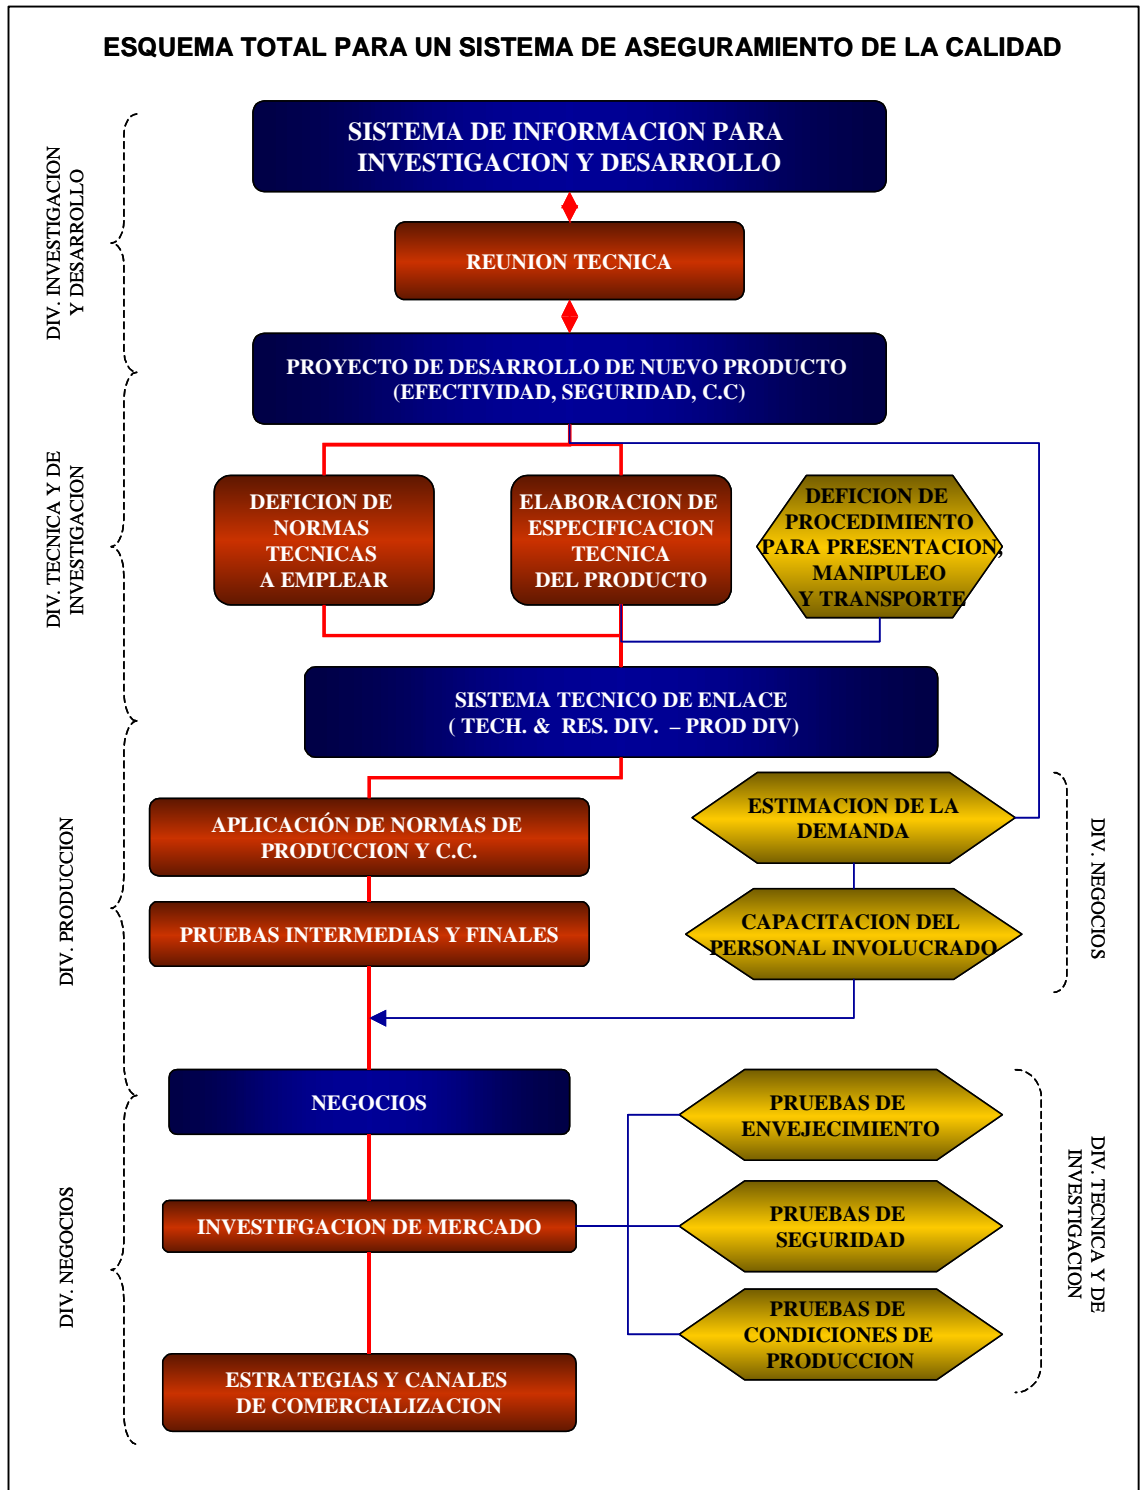 ESQUEMA TOTAL PARA UN SISTEMA DE ASEGURAMIENTO DE LA CALIDAD
DIV. INVESTIGACION
Y DESARROLLO
SISTEMA DE INFORMACION PARA
INVESTIGACION Y DESARROLLO
REUNION TECNICA
PROYECTO DE DESARROLLO DE NUEVO PRODUCTO
(EFECTIVIDAD, SEGURIDAD, C.C)
DIV. TECNICA Y DE
INVESTIGACION
DEFICION DE
NORMAS
TECNICAS
A EMPLEAR
ELABORACION DE
ESPECIFICACION
TECNICA
DEL PRODUCTO
DEFICION DE
PROCEDIMIENTO
PARA PRESENTACION,
MANIPULEO
Y TRANSPORTE
SISTEMA TECNICO DE ENLACE
( TECH. & RES. DIV. – PROD DIV)
DIV. PRODUCCION
APLICACIÓN DE NORMAS DE
PRODUCCION Y C.C.
PRUEBAS INTERMEDIAS Y FINALES
ESTIMACION DE LA
DEMANDA
CAPACITACION DEL
PERSONAL INVOLUCRADO
DIV. NEGOCIOS
DIV. NEGOCIOS
NEGOCIOS
INVESTIFGACION DE MERCADO
ESTRATEGIAS Y CANALES
DE COMERCIALIZACION
PRUEBAS DE
ENVEJECIMIENTO
PRUEBAS DE
SEGURIDAD
PRUEBAS DE
CONDICIONES DE
PRODUCCION
DIV. TECNICA Y DE
INVESTIGACION